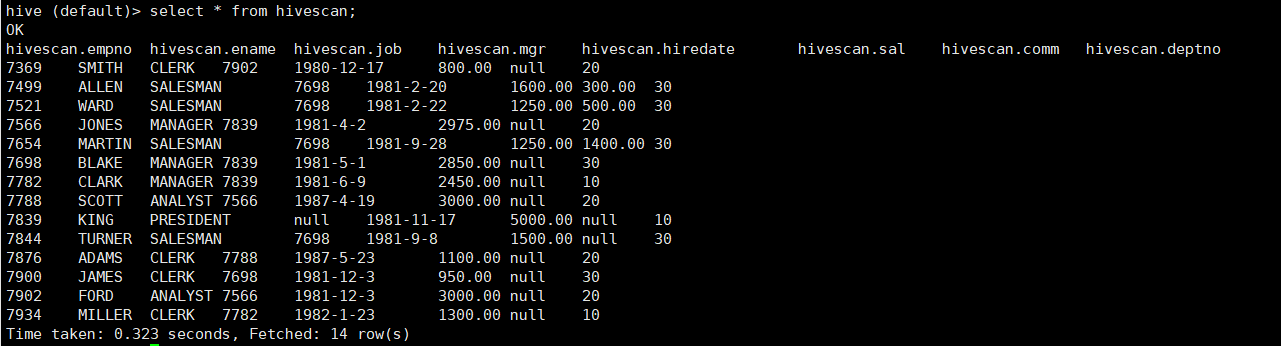 hive (default)> select * from hivescan;
OK
hivescan.empno	hivescan.ename	hivescan.job	hivescan.mgr	hivescan.hiredate	hivescan.sal	hivescan.comm	hivescan.deptno
7369	SMITH	CLERK	7902	1980-12-17	800.00	null	20
7499	ALLEN	SALESMAN	7698	1981-2-20	1600.00	300.00	30
7521	WARD	SALESMAN	7698	1981-2-22	1250.00	500.00	30
7566	JONES	MANAGER	7839	1981-4-2	2975.00	null	20
7654	MARTIN	SALESMAN	7698	1981-9-28	1250.00	1400.00	30
7698	BLAKE	MANAGER	7839	1981-5-1	2850.00	null	30
7782	CLARK	MANAGER	7839	1981-6-9	2450.00	null	10
7788	SCOTT	ANALYST	7566	1987-4-19	3000.00	null	20
7839	KING	PRESIDENT	null	1981-11-17	5000.00	null	10
7844	TURNER	SALESMAN	7698	1981-9-8	1500.00	null	30
7876	ADAMS	CLERK	7788	1987-5-23	1100.00	null	20
7900	JAMES	CLERK	7698	1981-12-3	950.00	null	30
7902	FORD	ANALYST	7566	1981-12-3	3000.00	null	20
7934	MILLER	CLERK	7782	1982-1-23	1300.00	null	10
Time taken: 0.323 seconds, Fetched: 14 row(s)